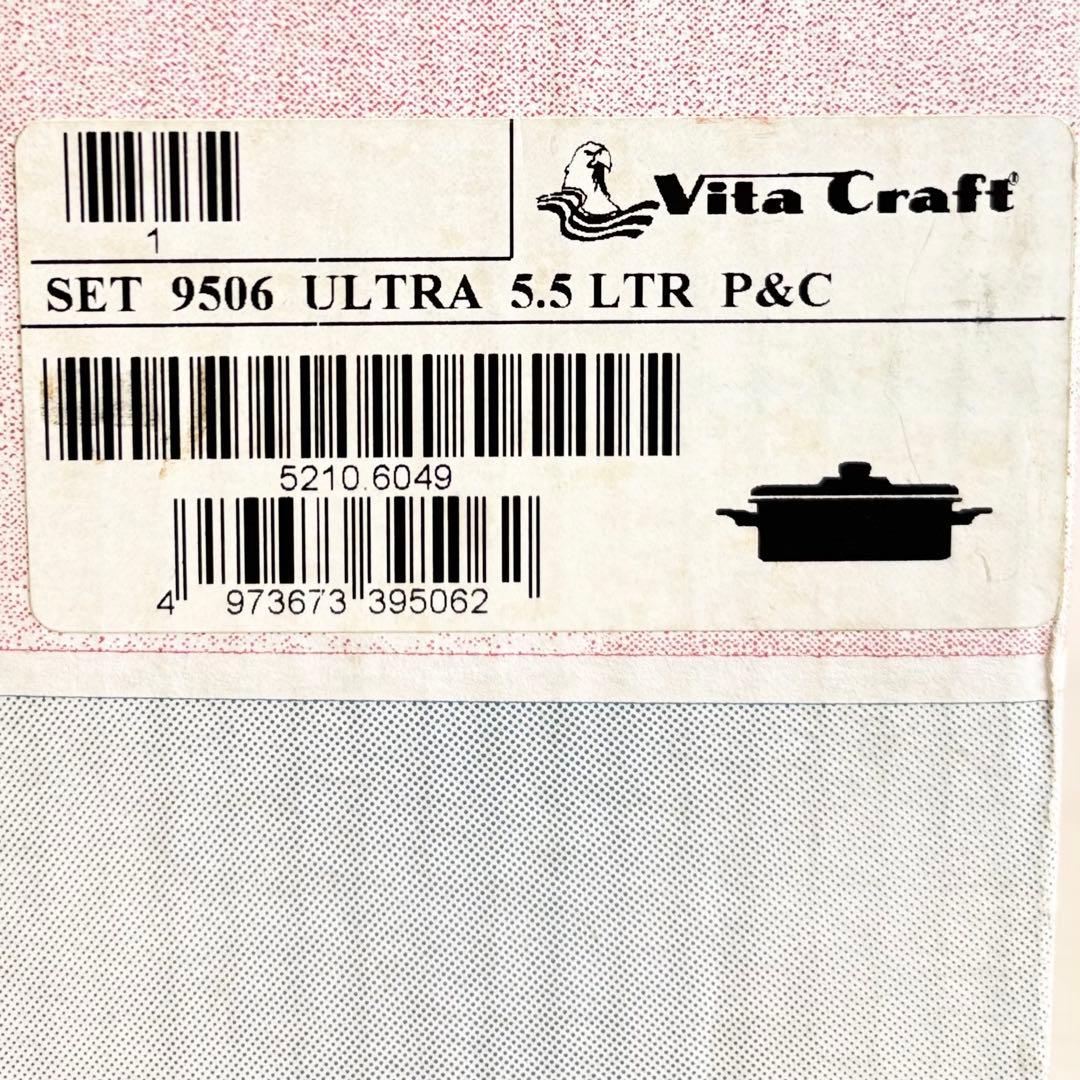 1
Vita Craft®
SET 9506 ULTRA 5.5 LTR P&C
5210.6049
4 973673 395062